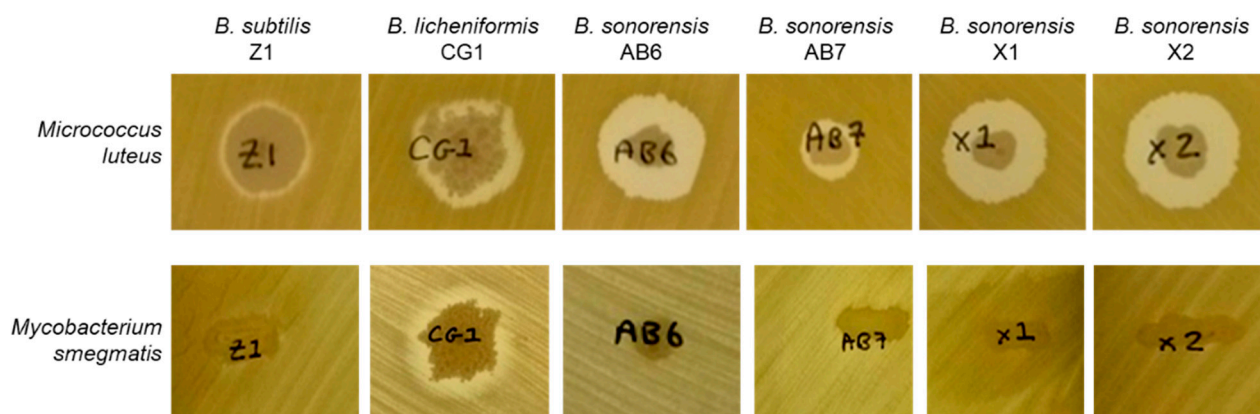 B. subtilis B. licheniformis B. sonorensis B. sonorensis B. sonorensis B. sonorensis
Z1 CG1 AB6 AB7 X1 X2
Micrococcus
luteus
Z1 CG1 AB6 AB7 X1 X2
Mycobacterium
smegmatis
Z1 CG1 AB6 AB7 X1 X2